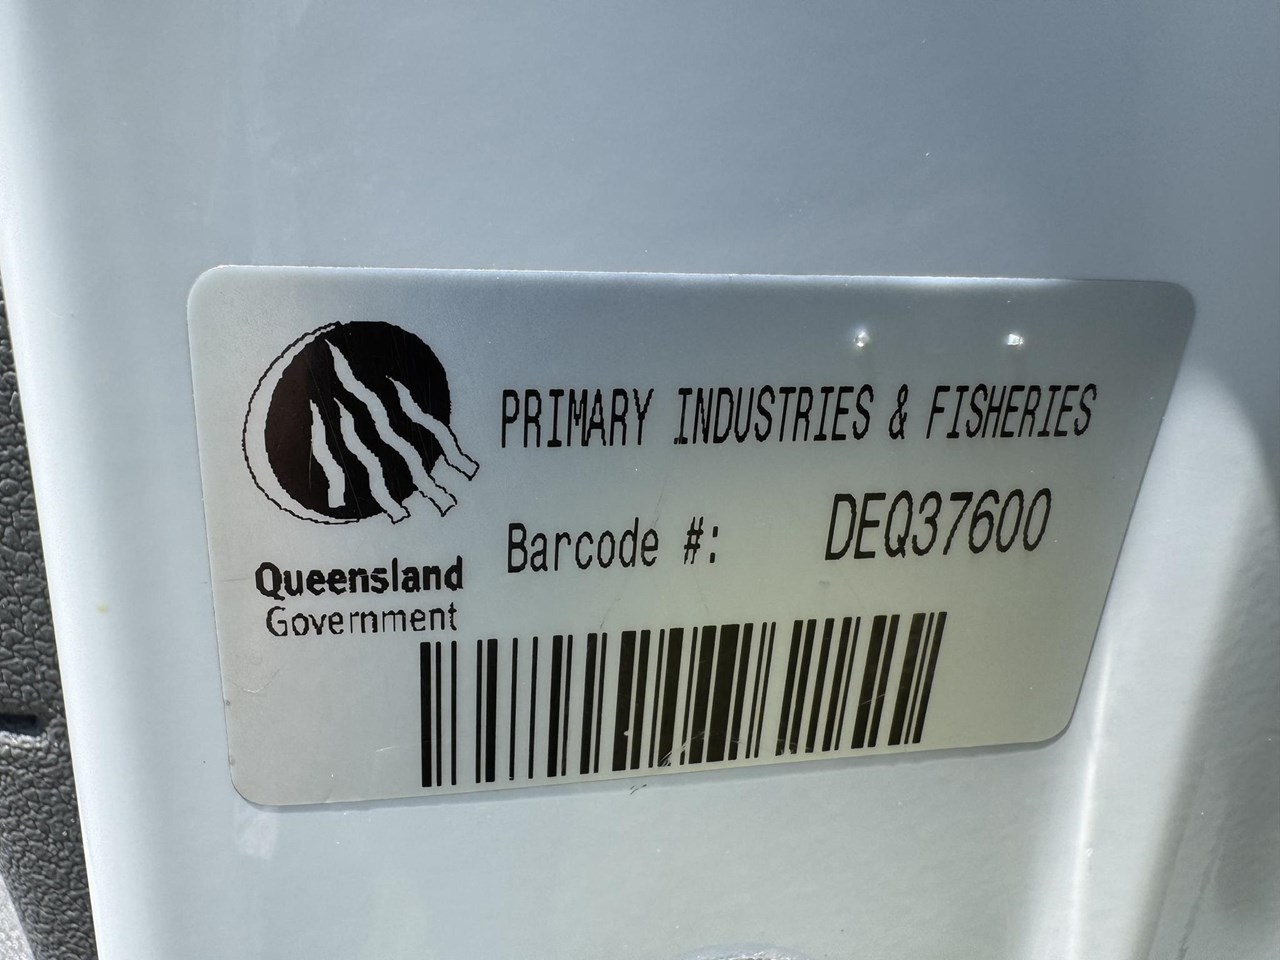 PRIMARY INDUSTRIES & FISHERIES
Barcode #: DEQ37600
Queensland
Government